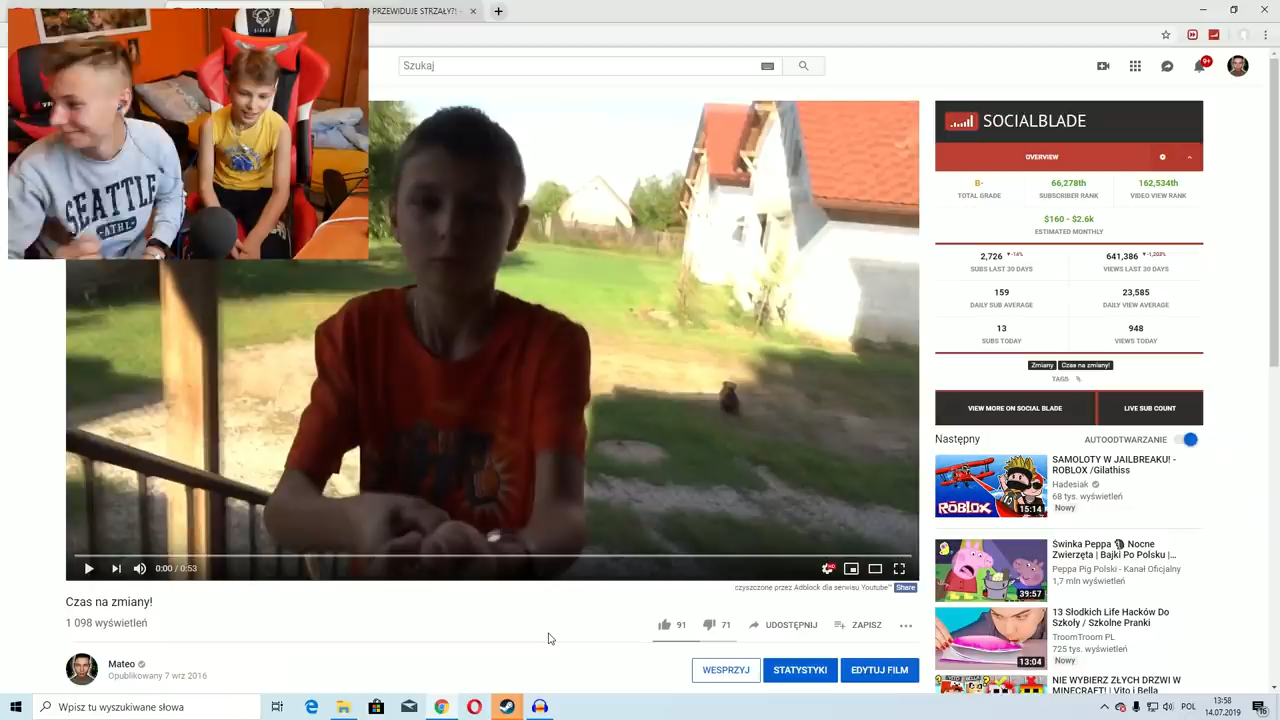 PRZEWIDUJE STRZAŁY!
Szukaj
9+
SEATTLE
-ATHL-
SOCIALBLADE
OVERVIEW
B-
66,278th
162,534th
TOTAL GRADE
SUBSCRIBER RANK
VIDEO VIEW RANK
$160 - $2.6k
ESTIMATED MONTHLY
2,726 -14%
641,386 -1,203%
SUBS LAST 30 DAYS
VIEWS LAST 30 DAYS
159
23,585
DAILY SUB AVERAGE
DAILY VIEW AVERAGE
13
948
SUBS TODAY
VIEWS TODAY
Zmiany
Czas na zmiany!
TAGS
VIEW MORE ON SOCIAL BLADE
LIVE SUB COUNT
Następny
AUTOODTWARZANIE
SAMOLOTY W JAILBREAKU! -
ROBLOX /Gilathiss
Hadesiak
68 tys. wyświetleń
Nowy
ROBLOX
15:14
Świnka Peppa Nocne
Zwierzęta | Bajki Po Polsku |...
Peppa Pig Polski - Kanał Oficjalny
1,7 mln wyświetleń
39:57
13 Słodkich Life Hacków Do
Szkoły / Szkolne Pranki
TroomTroom PL
725 tys. wyświetleń
Nowy
13:04
NIE WYBIERZ ZŁYCH DRZWI W
MINECRAFT! | Vito i Bella
0:00 / 0:53
czyszczone przez Adblock dla serwisu Youtube™
Share
Czas na zmiany!
1 098 wyświetleń
91
71
UDOSTĘPNIJ
ZAPISZ
Mateo
Opublikowany 7 wrz 2016
WESPRZYJ
STATYSTYKI
EDYTUJ FILM
Wpisz tu wyszukiwane słowa
POL
13:58
14.07.2019
16